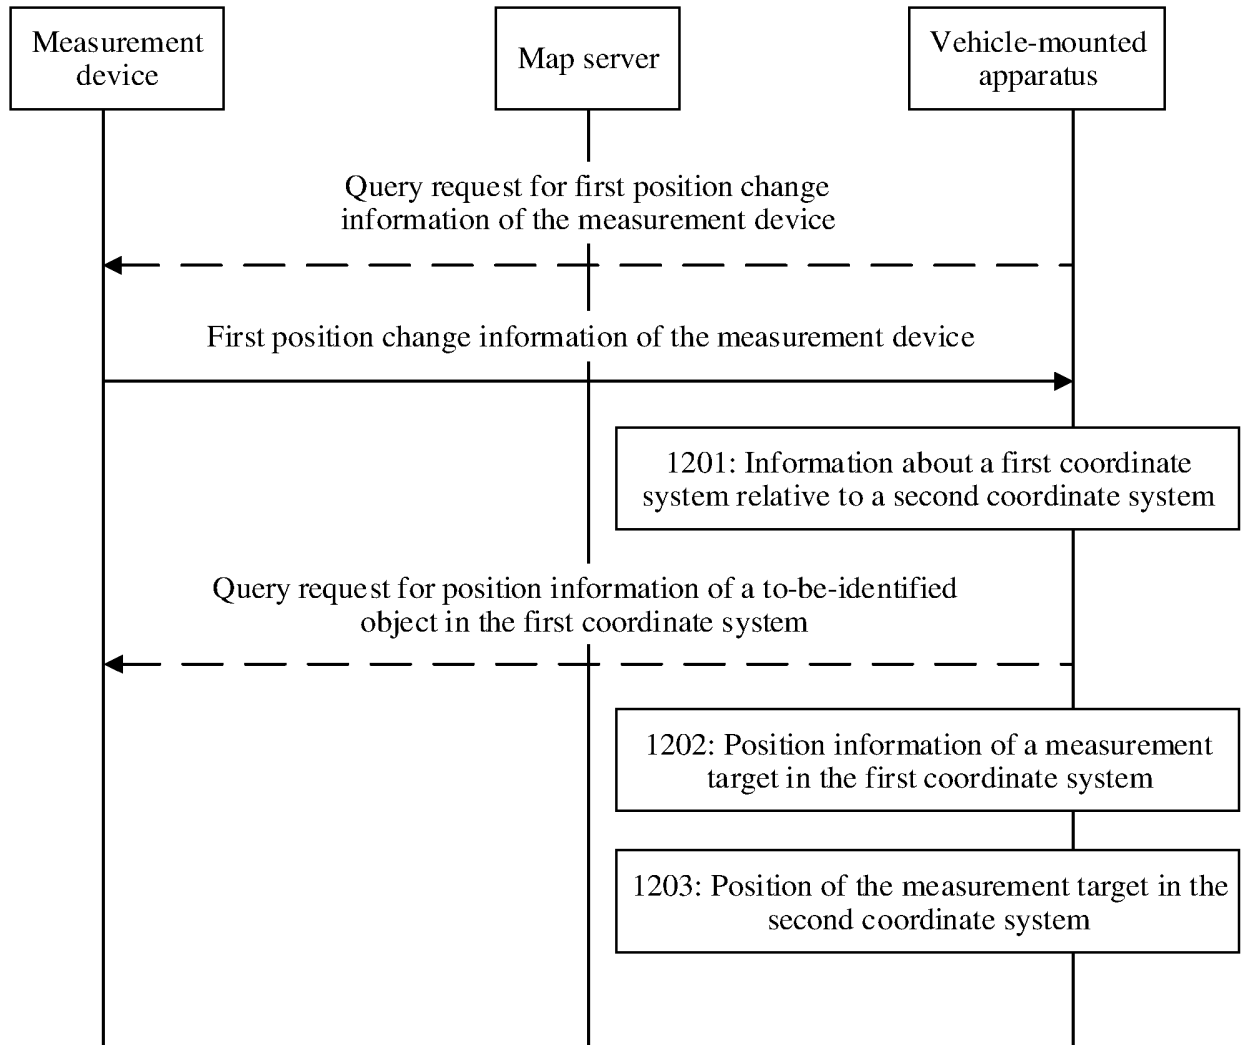 Measurement
device
Map server
Vehicle-mounted
apparatus
Query request for first position change
information of the measurement device
First position change information of the measurement device
1201: Information about a first coordinate
system relative to a second coordinate system
Query request for position information of a to-be-identified
object in the first coordinate system
1202: Position information of a measurement
target in the first coordinate system
1203: Position of the measurement target in the
second coordinate system